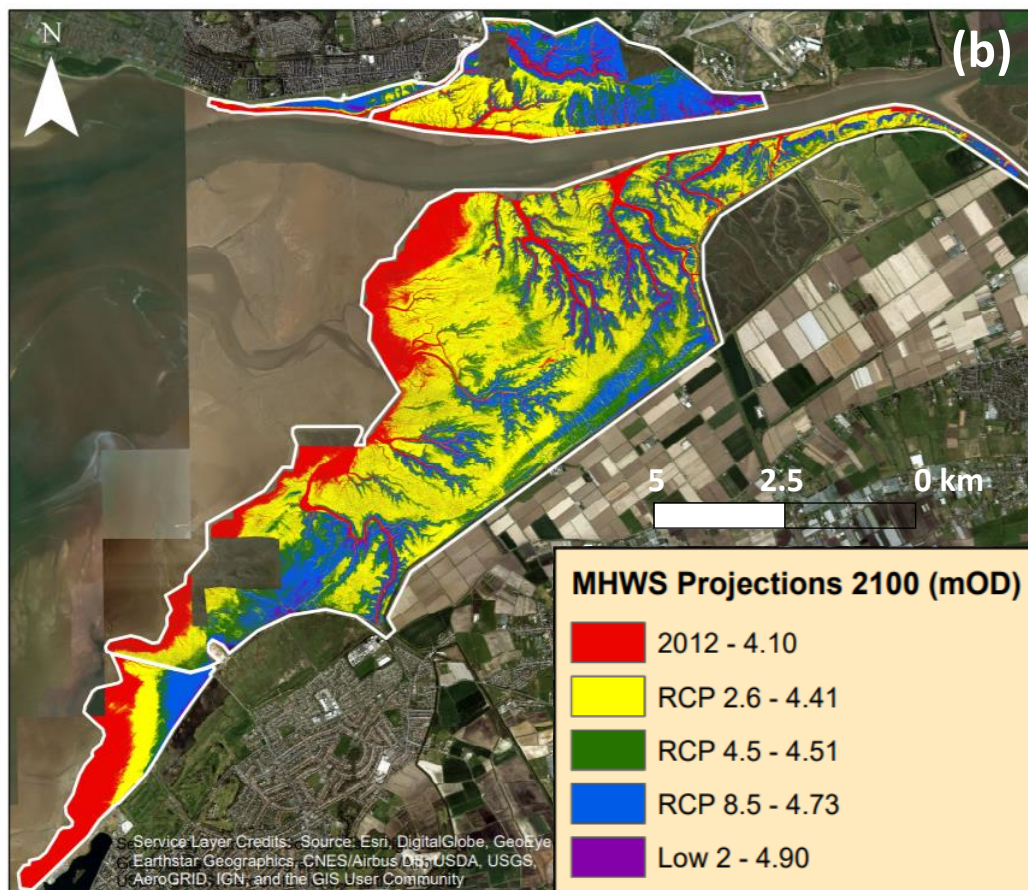 N
(b)
5 2.5 0 km
MHWS Projections 2100 (mOD)
2012 - 4.10
RCP 2.6 - 4.41
RCP 4.5 - 4.51
RCP 8.5 - 4.73
Low 2 - 4.90
Service Layer Credits: Source: Esri, DigitalGlobe, GeoEye
Earthstar Geographics, CNES/Airbus DS, USDA, USGS,
AeroGRID, IGN, and the GIS User Community